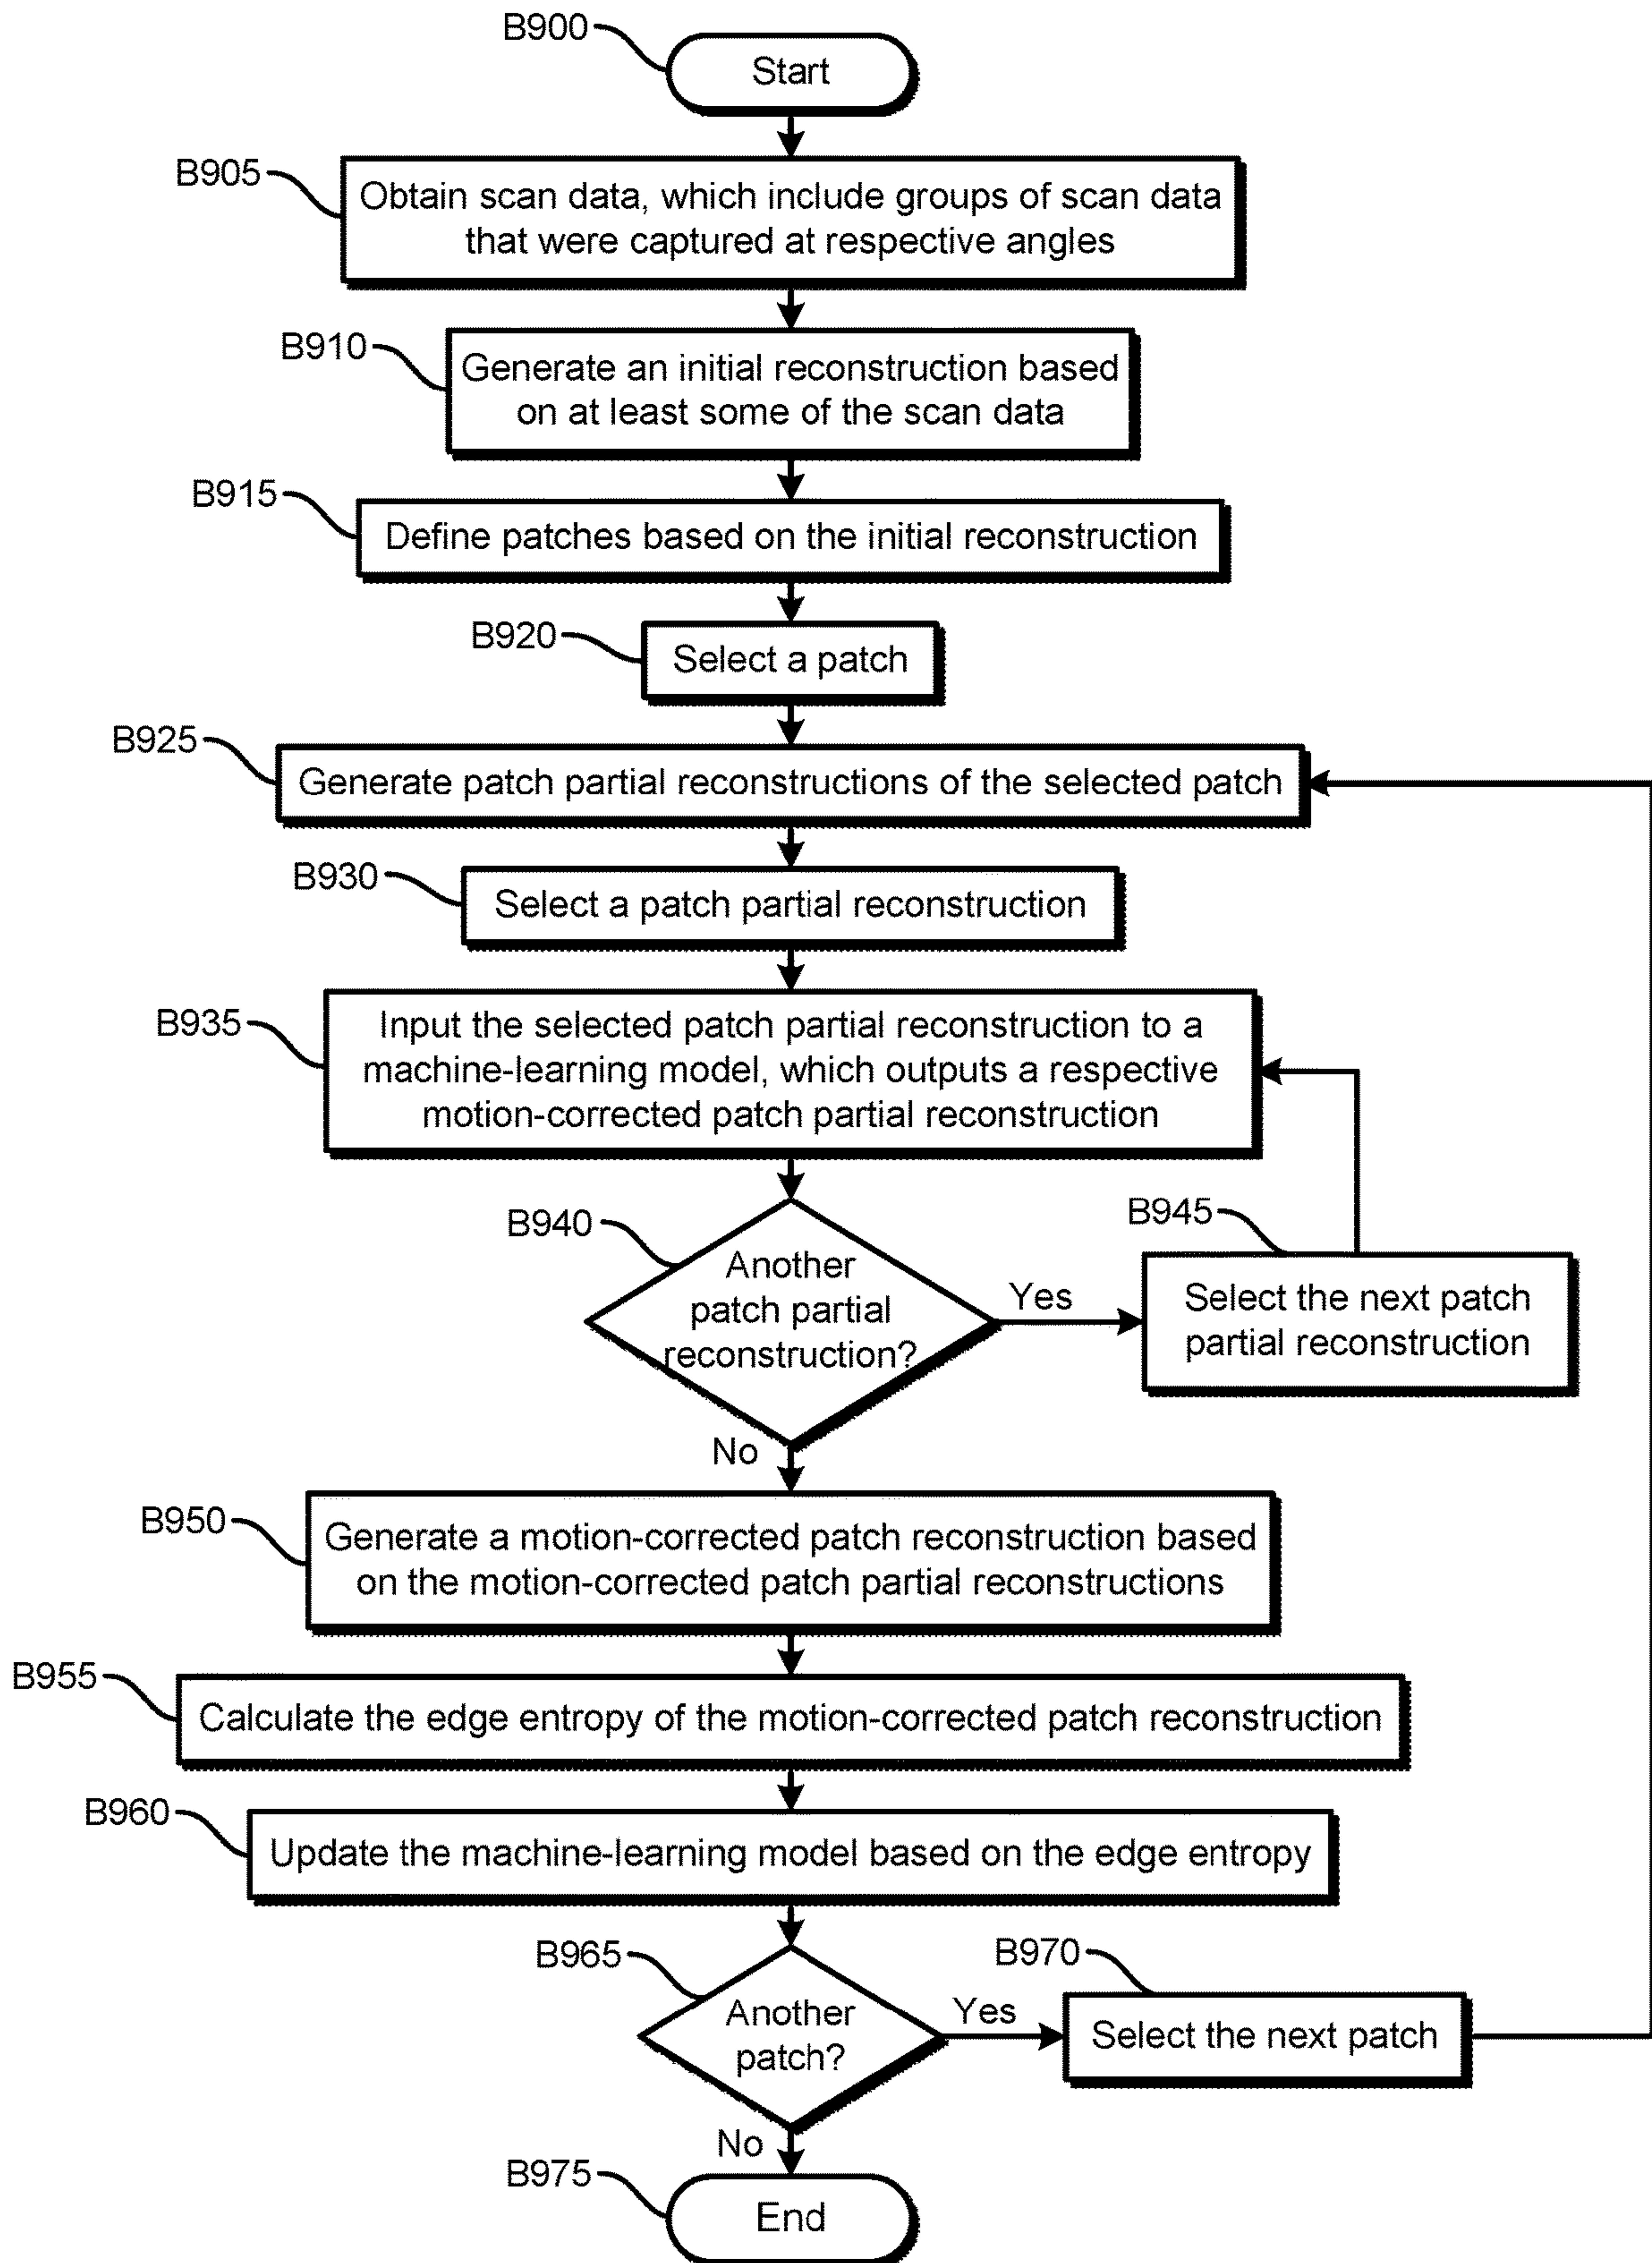 B900
Start
B905
Obtain scan data, which include groups of scan data
that were captured at respective angles
B910
Generate an initial reconstruction based
on at least some of the scan data
B915
Define patches based on the initial reconstruction
B920
Select a patch
B925
Generate patch partial reconstructions of the selected patch
B930
Select a patch partial reconstruction
B935
Input the selected patch partial reconstruction to a
machine-learning model, which outputs a respective
motion-corrected patch partial reconstruction
B940
Another
patch partial
reconstruction?
Yes
B945
Select the next patch
partial reconstruction
No
B950
Generate a motion-corrected patch reconstruction based
on the motion-corrected patch partial reconstructions
B955
Calculate the edge entropy of the motion-corrected patch reconstruction
B960
Update the machine-learning model based on the edge entropy
B965
Another
patch?
Yes
B970
Select the next patch
No
B975
End